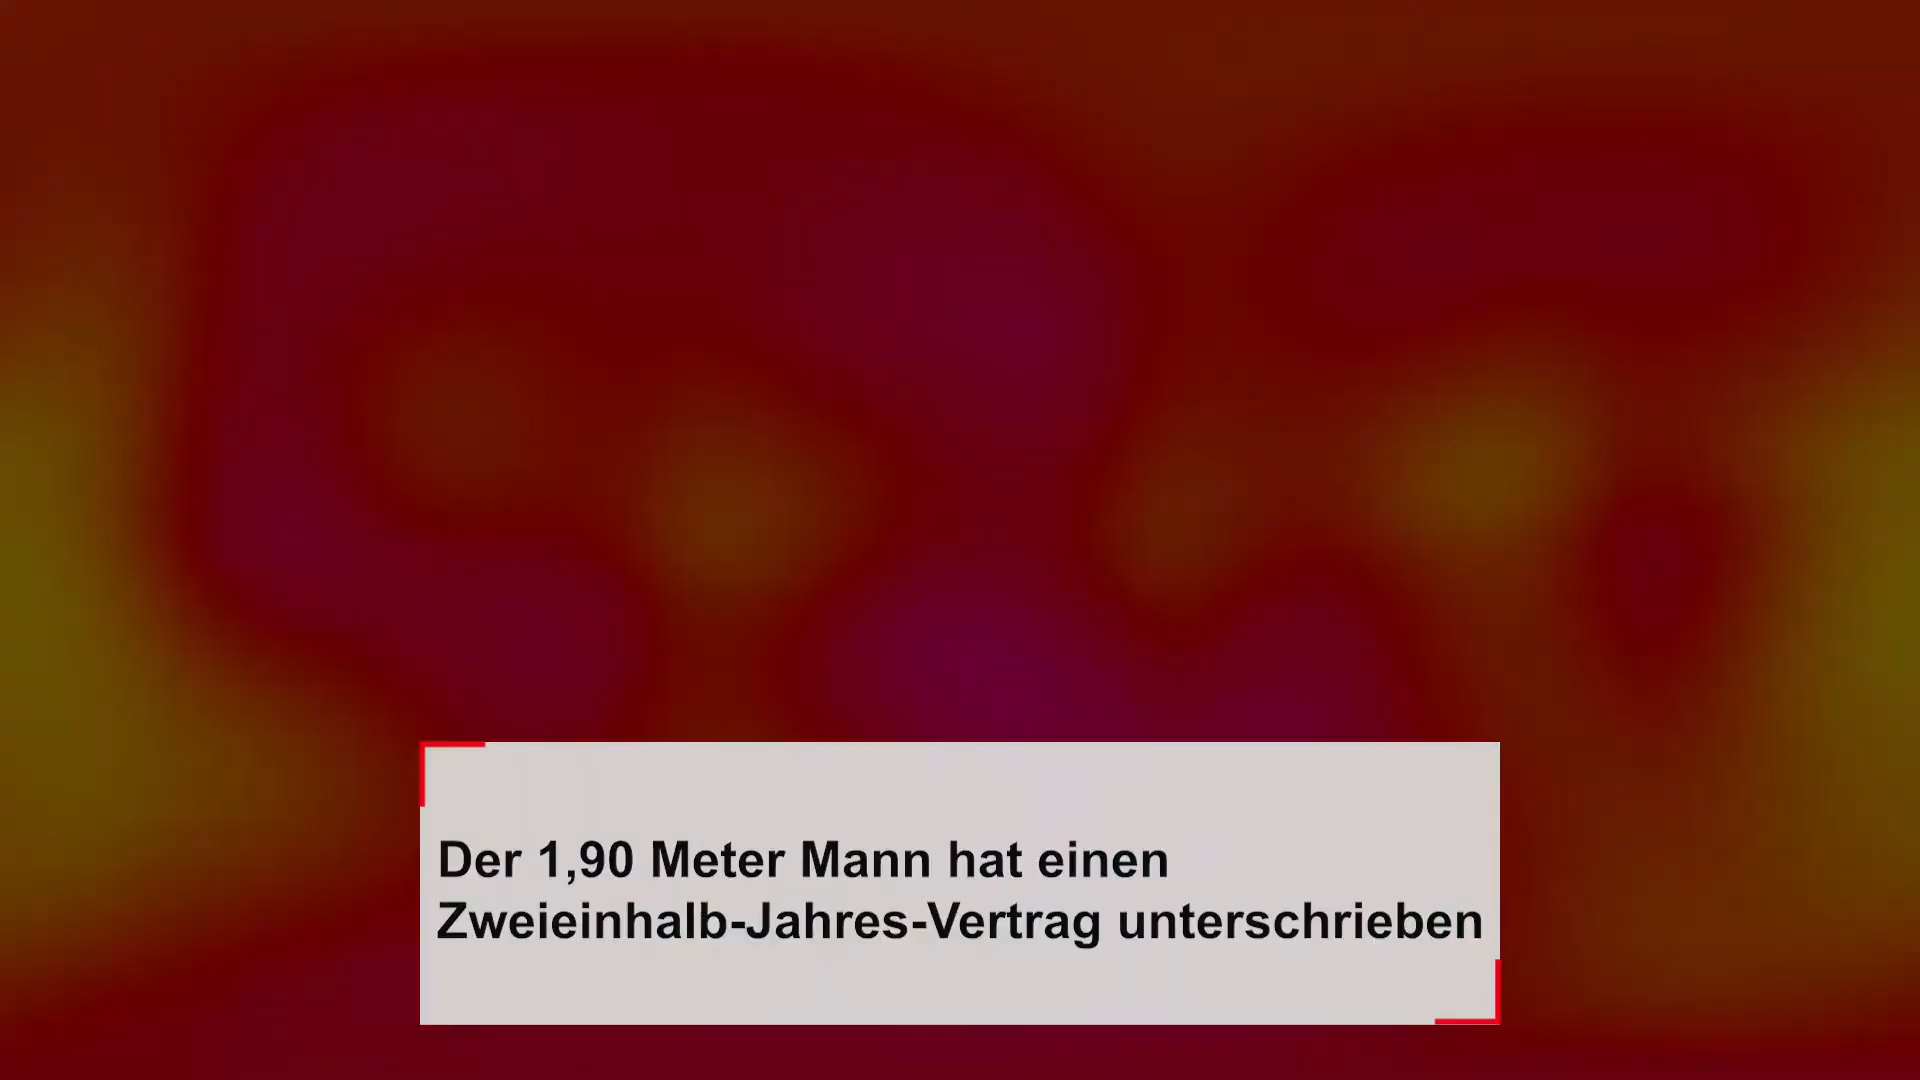 Der 1,90 Meter Mann hat einen
Zweieinhalb-Jahres-Vertrag unterschrieben